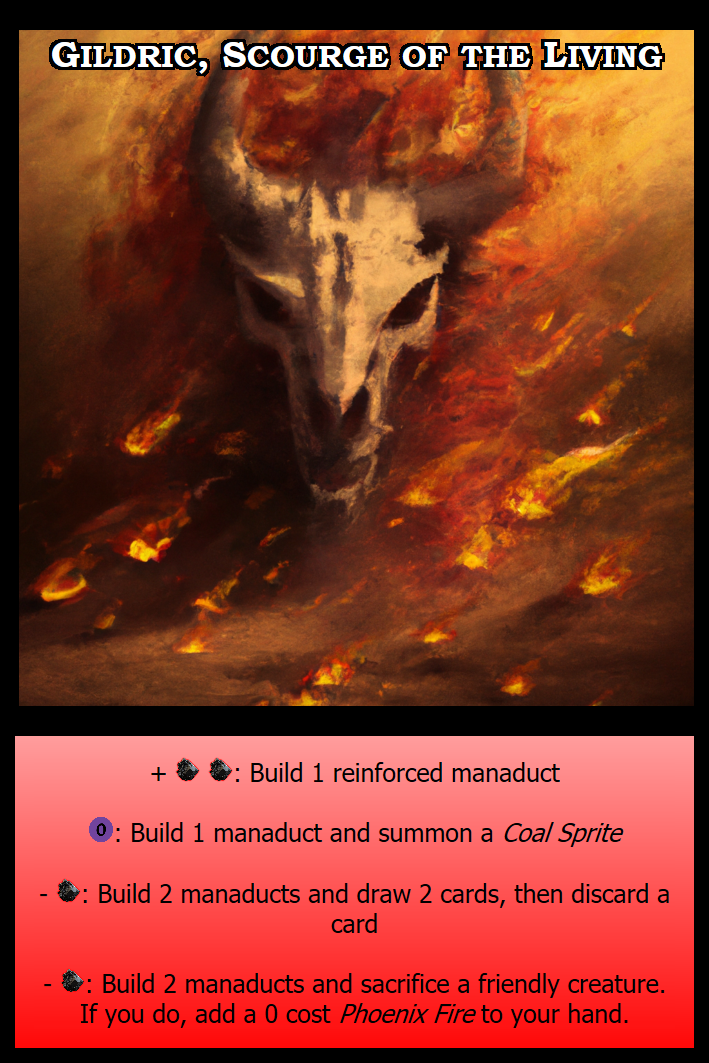 Gildric, Scourge of the Living
+ : Build 1 reinforced manaduct
0: Build 1 manaduct and summon a Coal Sprite
- : Build 2 manaducts and draw 2 cards, then discard a
card
- : Build 2 manaducts and sacrifice a friendly creature.
If you do, add a 0 cost Phoenix Fire to your hand.